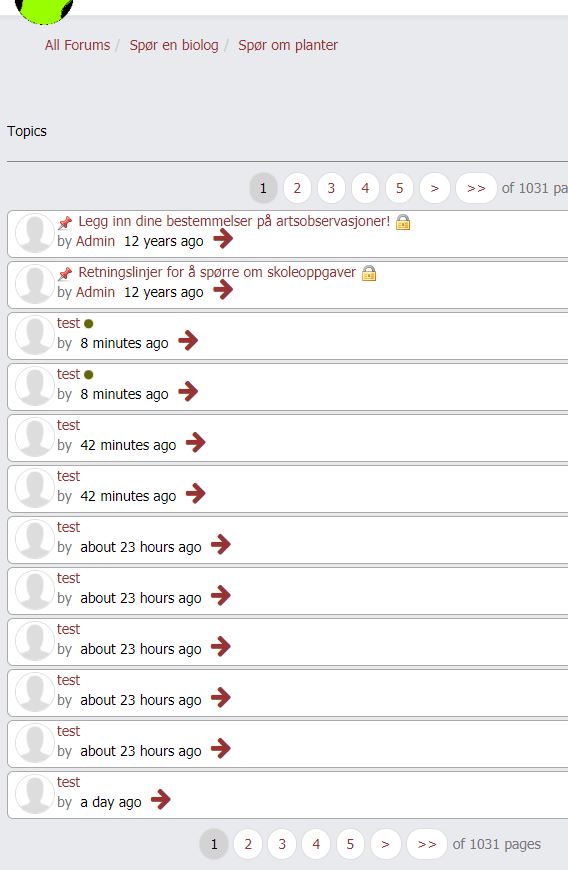 All Forums / Spør en biolog / Spør om planter
Topics
1 2 3 4 5 > >> of 1031
Legg inn dine bestemmelser på artsobservasjoner!
by Admin 12 years ago
Retningslinjer for å spørre om skoleoppgaver
by Admin 12 years ago
test
by 8 minutes ago
test
by 8 minutes ago
test
by 42 minutes ago
test
by 42 minutes ago
test
by about 23 hours ago
test
by about 23 hours ago
test
by about 23 hours ago
test
by about 23 hours ago
test
by about 23 hours ago
test
by a day ago
1 2 3 4 5 > >> of 1031 pages